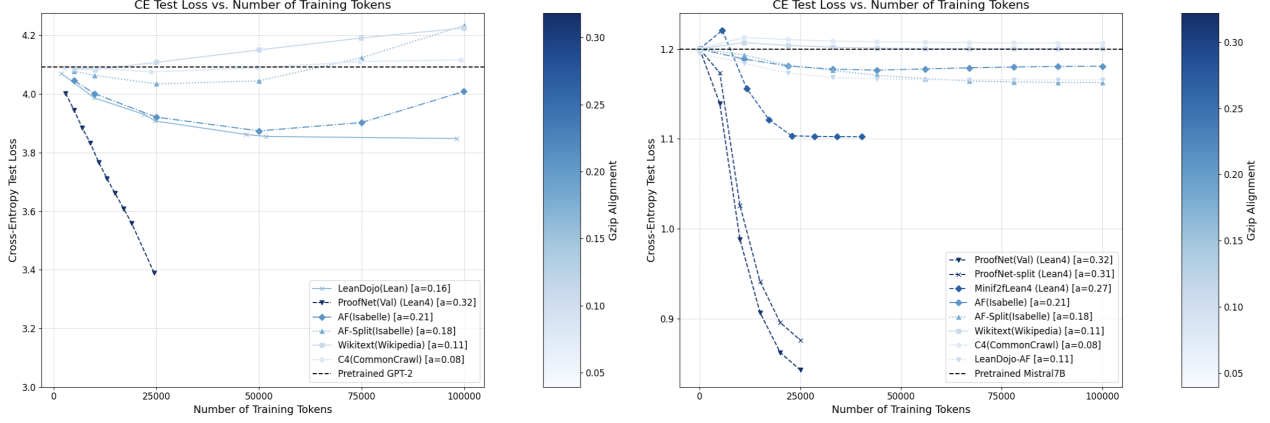 CE Test Loss vs. Number of Training Tokens
Cross-Entropy Test Loss
4.2
4.0
3.8
3.6
3.4
3.2
3.0
0
25000
50000
75000
100000
Number of Training Tokens
LeanDojo(Lean) [a=0.16]
ProofNet(Val) (Lean4) [a=0.32]
AF(Isabelle) [a=0.21]
AF-Split(Isabelle) [a=0.18]
Wikitext(Wikipedia) [a=0.11]
C4(CommonCrawl) [a=0.08]
Pretrained GPT-2
0.30
0.25
0.20
0.15
0.10
0.05
Gzip Alignment
CE Test Loss vs. Number of Training Tokens
Cross-Entropy Test Loss
1.2
1.1
1.0
0.9
0
25000
50000
75000
100000
Number of Training Tokens
ProofNet(Val) (Lean4) [a=0.32]
ProofNet-split (Lean4) [a=0.31]
Minif2fLean4 (Lean4) [a=0.27]
AF(Isabelle) [a=0.21]
AF-Split(Isabelle) [a=0.18]
Wikitext(Wikipedia) [a=0.11]
C4(CommonCrawl) [a=0.08]
LeanDojo-AF [a=0.11]
Pretrained Mistral7B
0.30
0.25
0.20
0.15
0.10
0.05
Gzip Alignment